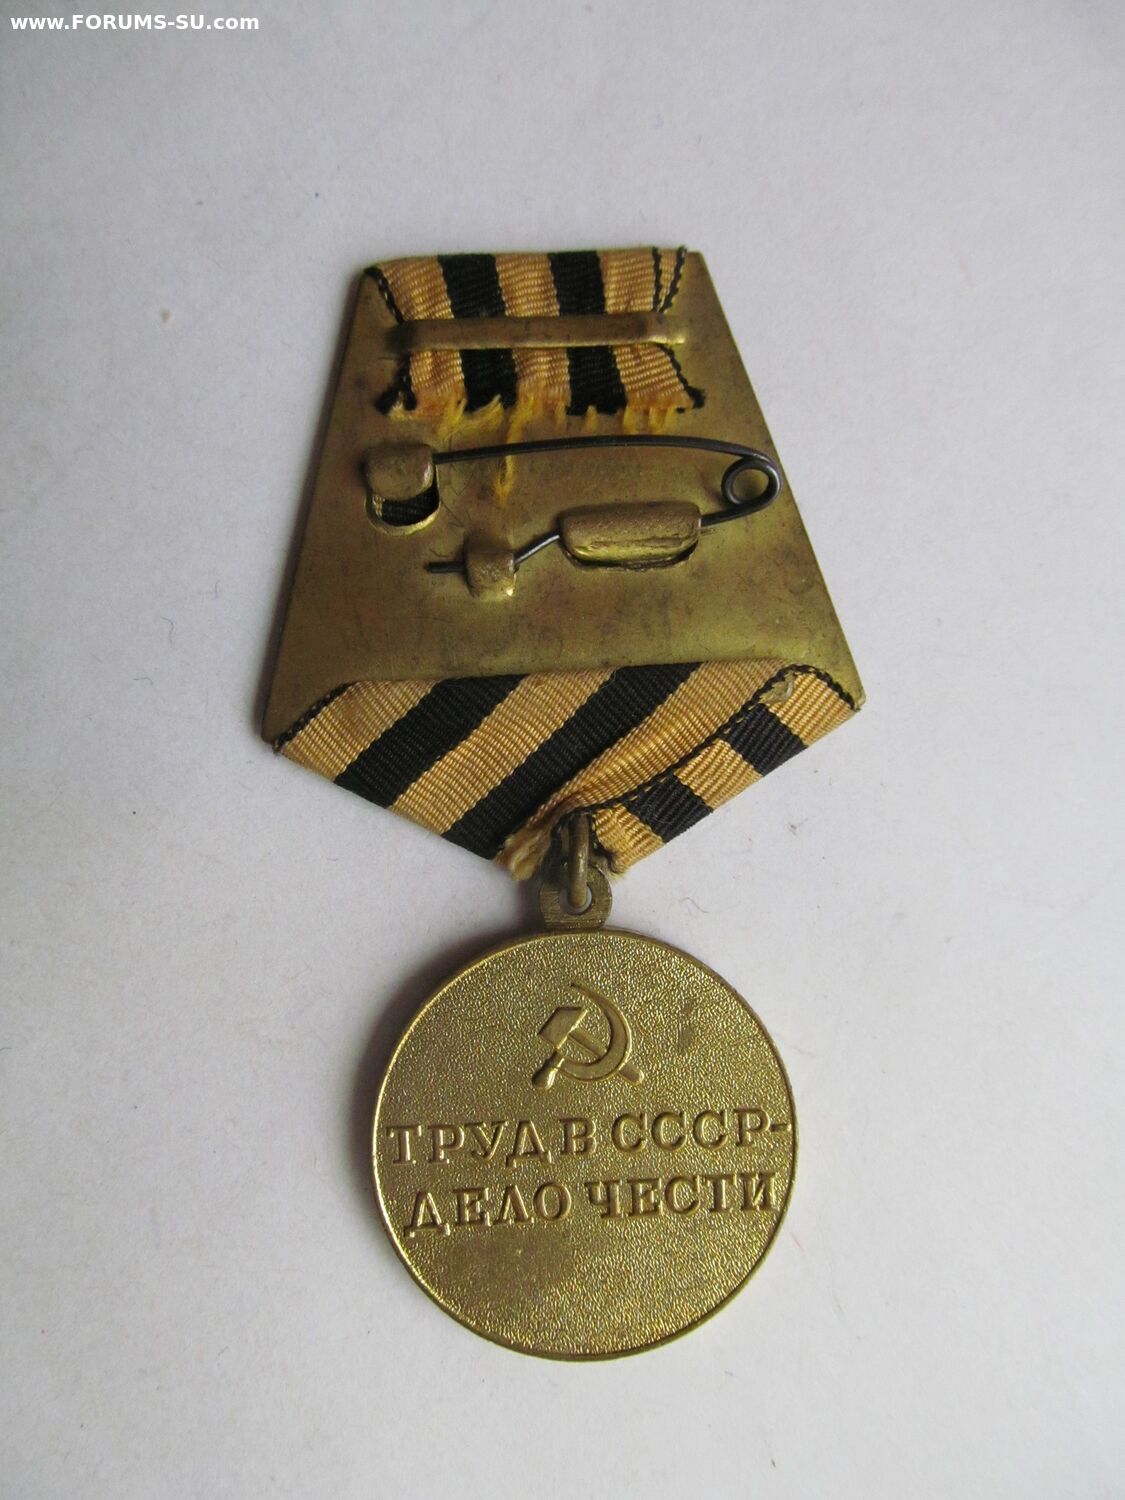 www.FORUMS-SU.com
ТРУД В СССР-
ДЕЛО ЧЕСТИ